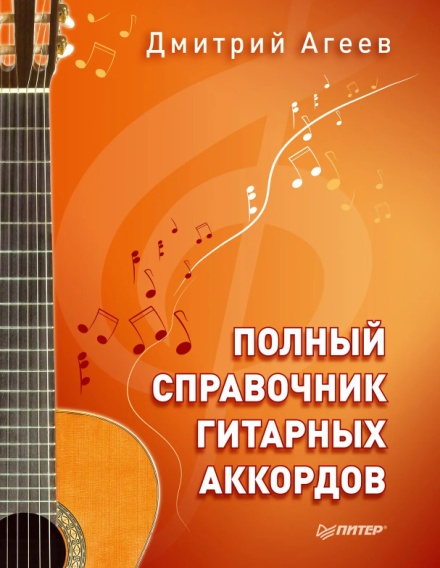 Дмитрий Агеев
ПОЛНЫЙ
СПРАВОЧНИК
ГИТАРНЫХ
АККОРДОВ
ПИТЕР®